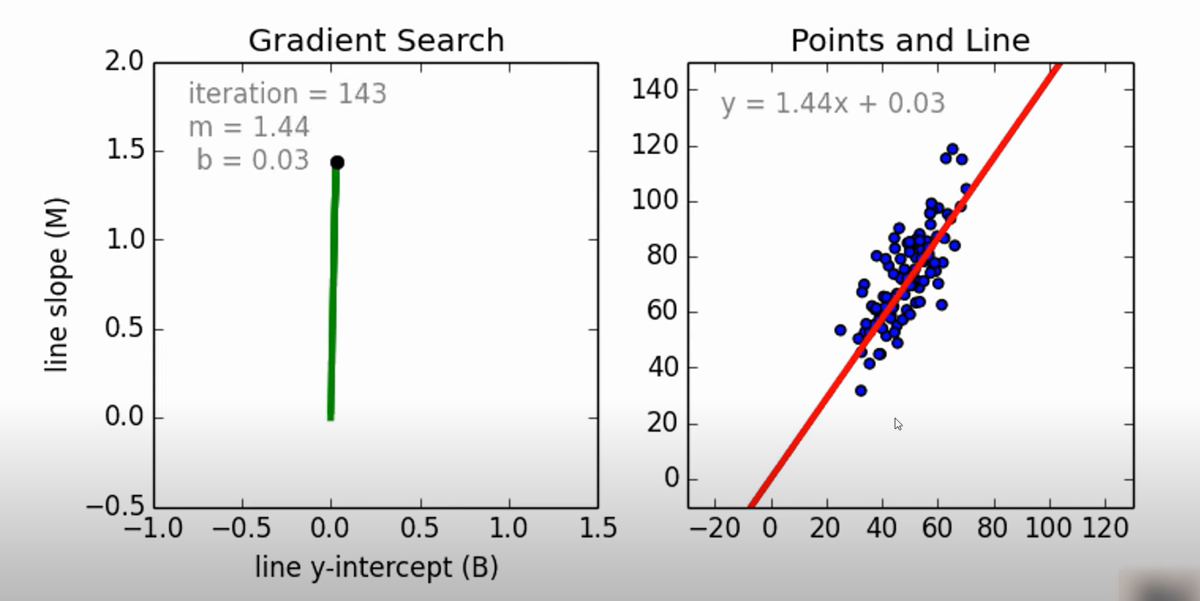 Gradient Search
iteration = 143
m = 1.44
b = 0.03
line slope (M)
2.0
1.5
1.0
0.5
0.0
−0.5
−1.0 −0.5 0.0 0.5 1.0 1.5
line y-intercept (B)
Points and Line
y = 1.44x + 0.03
140
120
100
80
60
40
20
0
−20 0 20 40 60 80 100 120